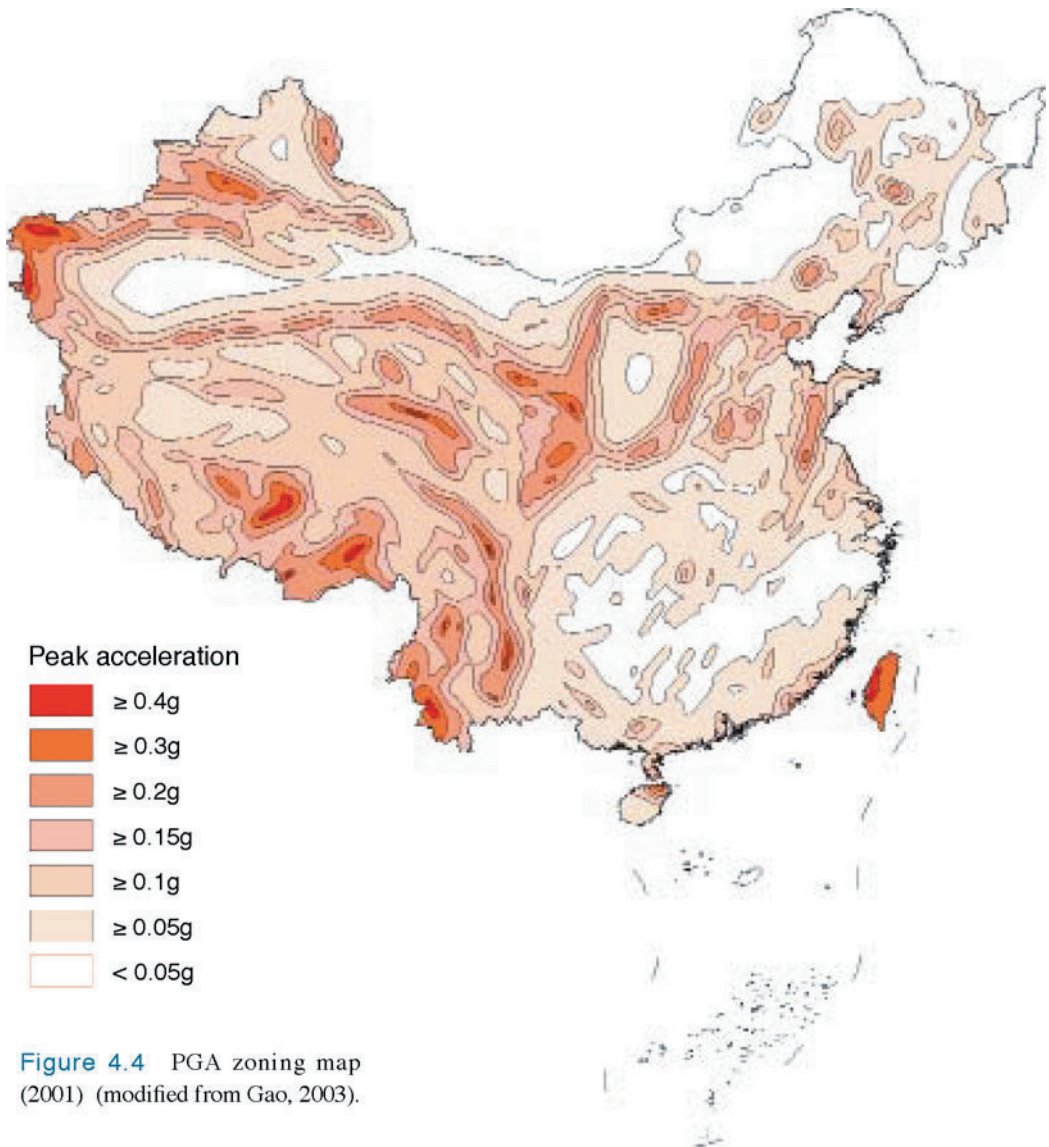 Peak acceleration
≥ 0.4g
≥ 0.3g
≥ 0.2g
≥ 0.15g
≥ 0.1g
≥ 0.05g
< 0.05g
Figure 4.4 PGA zoning map
(2001) (modified from Gao, 2003).